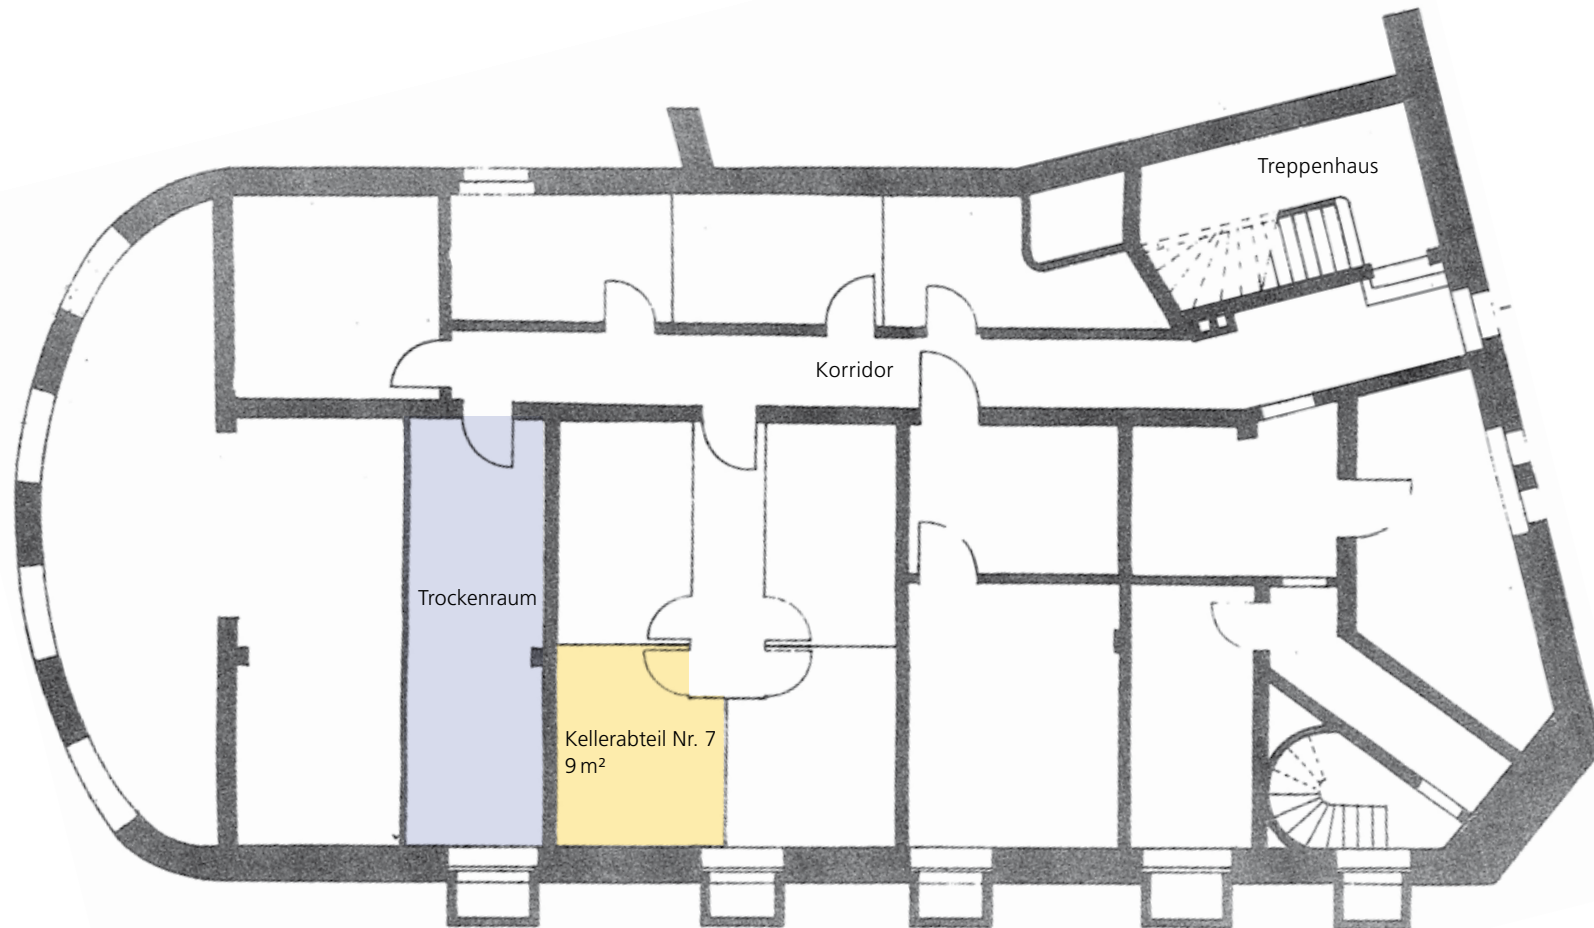 Treppenhaus
Korridor
Trockenraum
Kellerabteil Nr. 7
9 m²